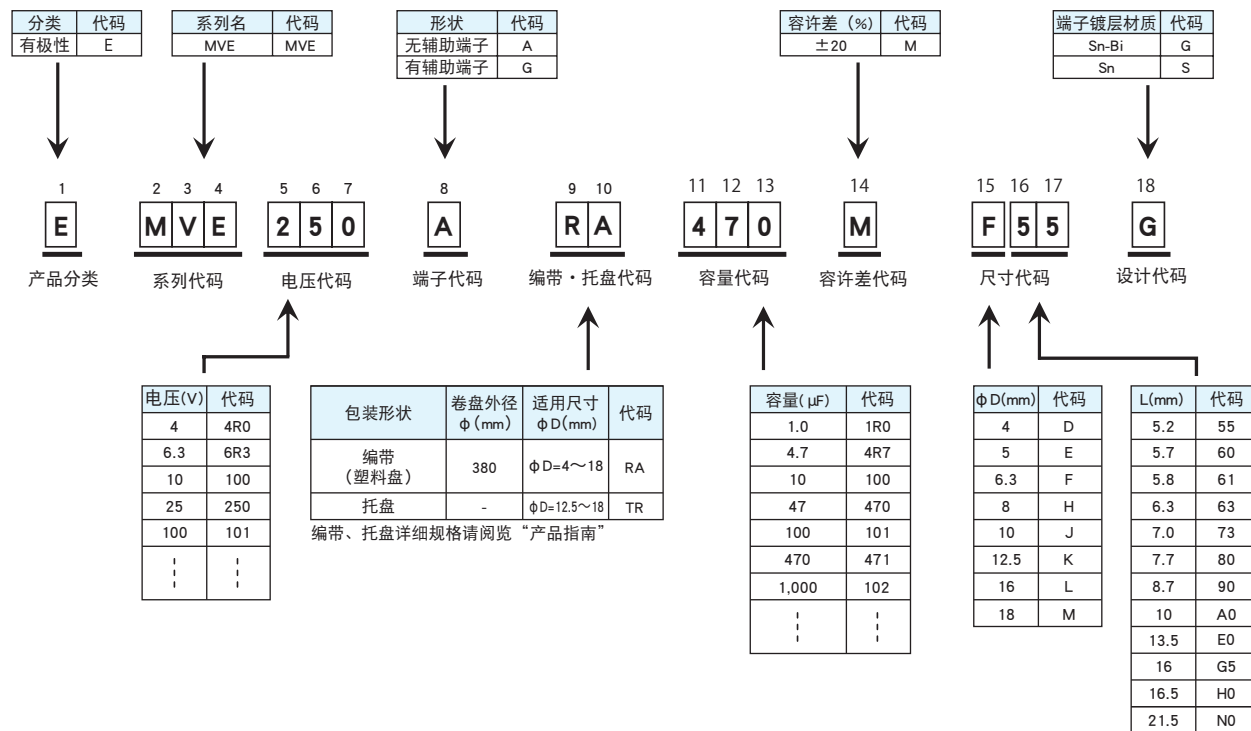 分类 代码
有极性 E
系列名 代码
MVE MVE
形状 代码
无辅助端子 A
有辅助端子 G
容许差 (%) 代码
±20 M
端子镀层材质 代码
Sn-Bi G
Sn S
1 2 3 4 5 6 7 8 9 10 11 12 13 14 15 16 17 18
E M V E 2 5 0 A R A 4 7 0 M F 5 5 G
产品分类 系列代码 电压代码 端子代码 编带・托盘代码 容量代码 容许差代码 尺寸代码 设计代码
电压(V) 代码
4 4R0
6.3 6R3
10 100
25 250
100 101
包装形状 卷盘外径 φ(mm) 适用尺寸 φD(mm) 代码
编带 (塑料盘) 380 φD=4～18 RA
托盘 - φD=12.5～18 TR
编带、托盘详细规格请阅览“产品指南”
容量(μF) 代码
1.0 1R0
4.7 4R7
10 100
47 470
100 101
470 471
1,000 102
φD(mm) 代码
4 D
5 E
6.3 F
8 H
10 J
12.5 K
16 L
18 M
L(mm) 代码
5.2 55
5.7 60
5.8 61
6.3 63
7.0 73
7.7 80
8.7 90
10 A0
13.5 E0
16 G5
16.5 H0
21.5 N0